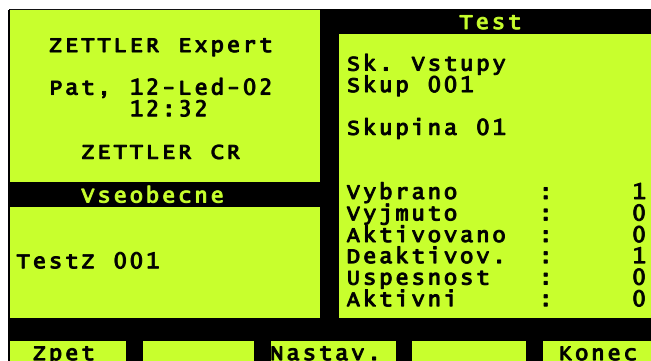 ZETTLER Expert
Pat, 12-Led-02
12:32
ZETTLER CR
Vseobecne
TestZ 001
Test
Sk. Vstupy
Skup 001
Skupina 01
Vybrano : 1
Vyjmuto : 0
Aktivovano : 0
Deaktivov. : 1
Uspesnost : 0
Aktivni : 0
Zpet Nastav. Konec